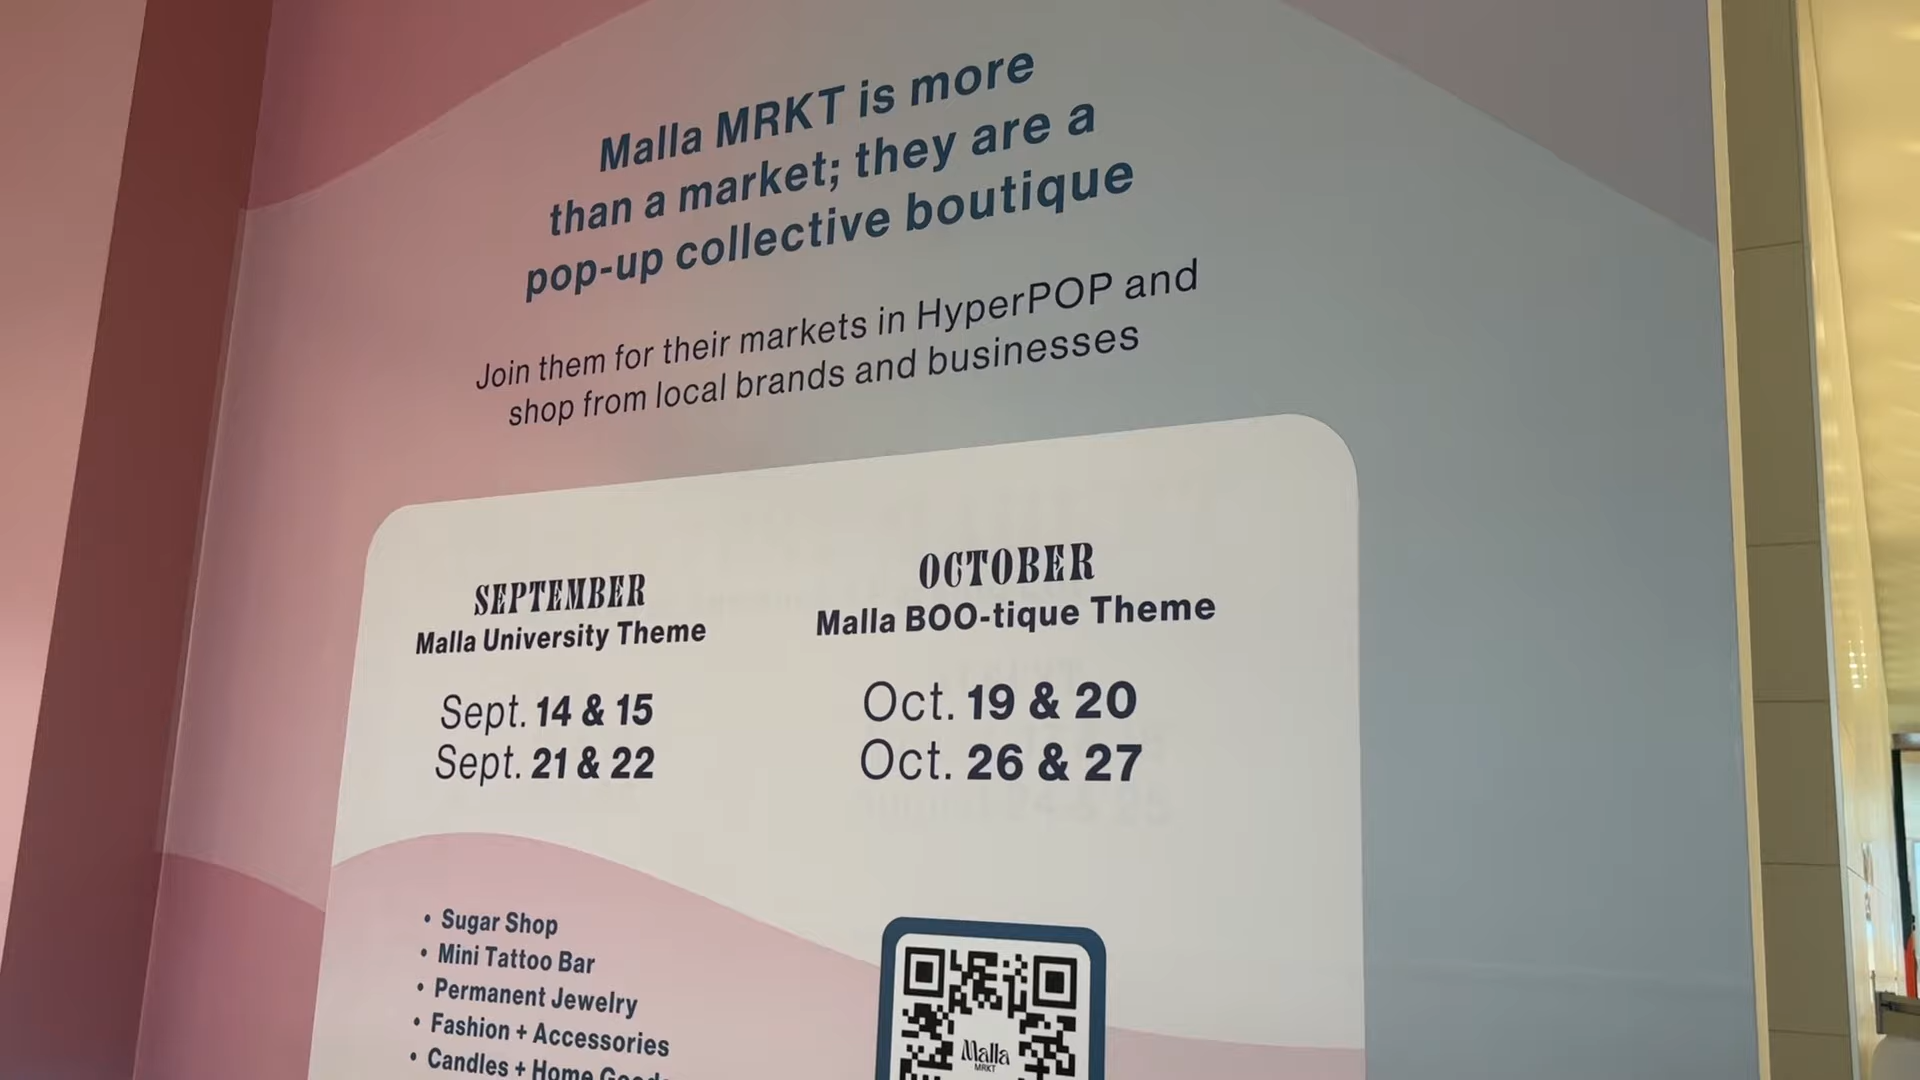 Malla MRKT is more
than a market; they are a
pop-up collective boutique
Join them for their markets in HyperPOP and
shop from local brands and businesses
SEPTEMBER
Malla University Theme
Sept. 14 & 15
Sept. 21 & 22
OCTOBER
Malla BOO-tique Theme
Oct. 19 & 20
Oct. 26 & 27
• Sugar Shop
• Mini Tattoo Bar
• Permanent Jewelry
• Fashion + Accessories
• Candles + Home
Malla
MRKT